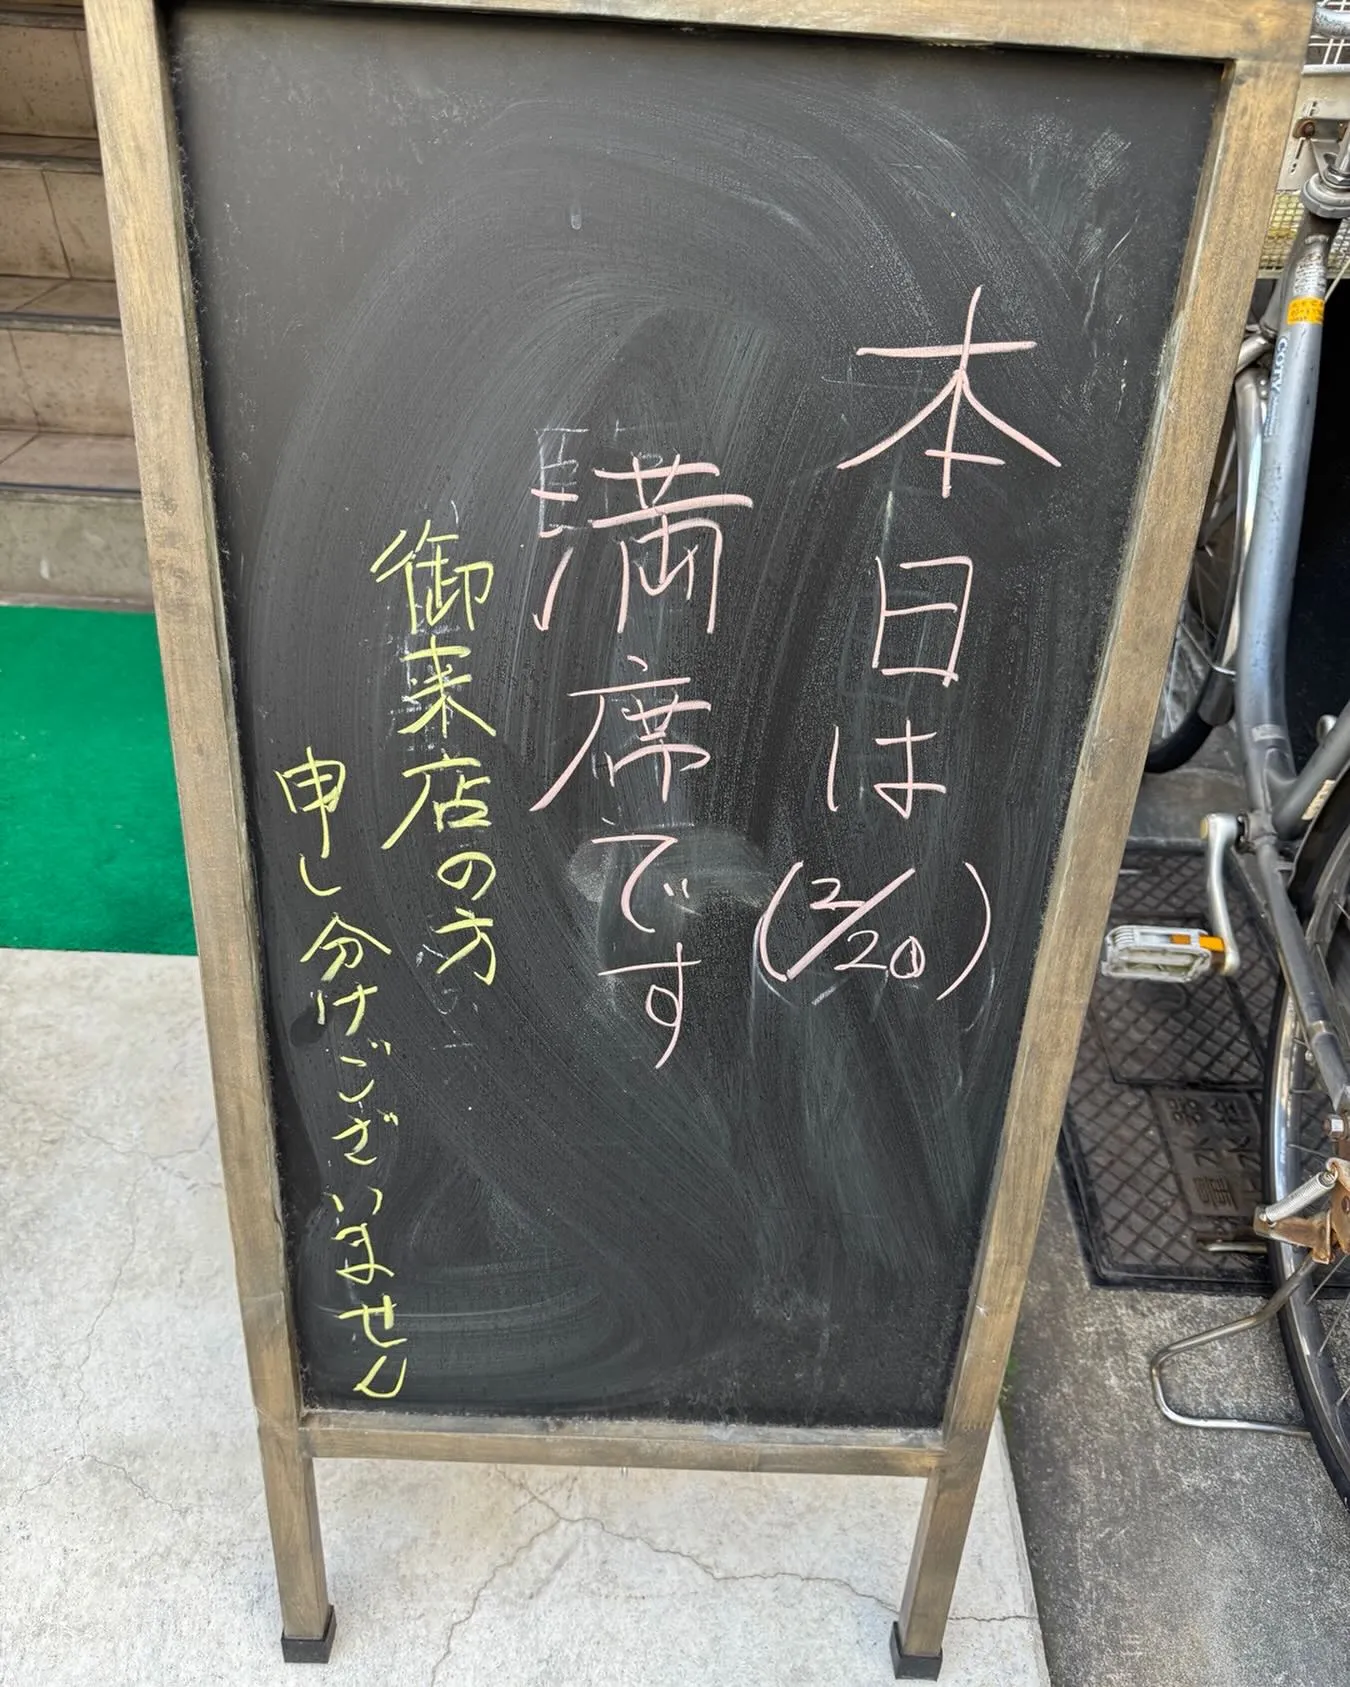 本日は(2/20)
満席です
御来店の方
申し分けございません